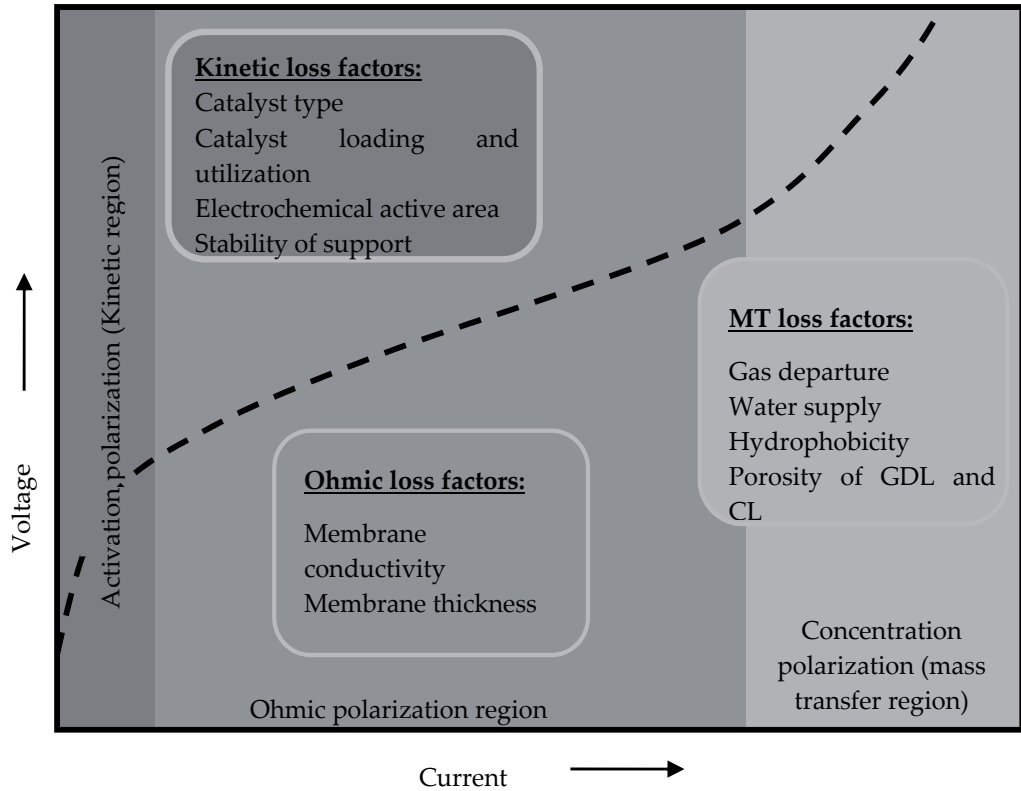 Kinetic loss factors:
Catalyst type
Catalyst loading and
utilization
Electrochemical active area
Stability of support
Activation polarization (Kinetic region)
MT loss factors:
Gas departure
Water supply
Hydrophobicity
Porosity of GDL and
CL
Ohmic loss factors:
Membrane
conductivity
Membrane thickness
Concentration
polarization (mass
transfer region)
Ohmic polarization region
Voltage
Current